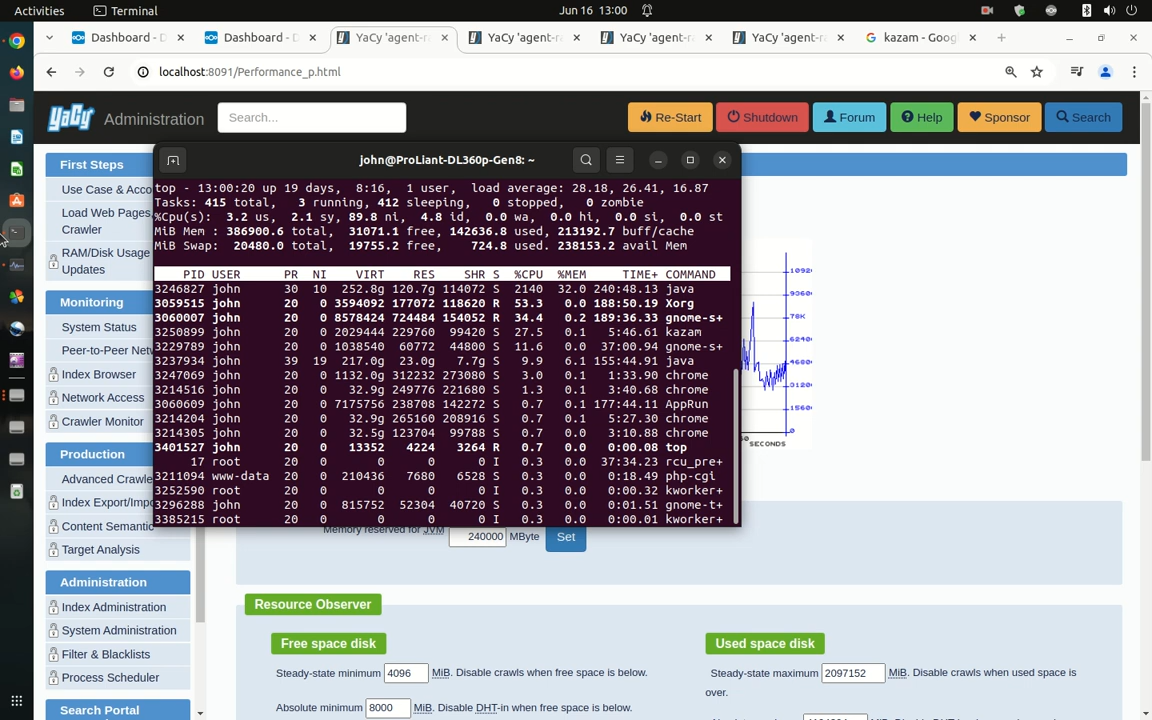 Activities
Terminal
Jun 16 13:00
Dashboard - D
Dashboard - D
YaCy 'agent-r
YaCy 'agent-ra
YaCy 'agent-ra
YaCy 'agent-ra
kazam - Goog
localhost:8091/Performance_p.html
YaCy
Administration
Search...
Re-Start
Shutdown
Forum
Help
Sponsor
Search
First Steps
Use Case & Acco
Load Web Pages,
Crawler
RAM/Disk Usage
Updates
Monitoring
System Status
Peer-to-Peer Netw
Index Browser
Network Access
Crawler Monitor
Production
Advanced Crawle
Index Export/Impo
Content Semantic
Target Analysis
Administration
Index Administration
System Administration
Filter & Blacklists
Process Scheduler
Search Portal
john@ProLiant-DL360p-Gen8: ~
top - 13:00:20 up 19 days, 8:16, 1 user, load average: 28.18, 26.41, 16.87
Tasks: 415 total, 3 running, 412 sleeping, 0 stopped, 0 zombie
%Cpu(s): 3.2 us, 2.1 sy, 89.8 ni, 4.8 id, 0.0 wa, 0.0 hi, 0.0 si, 0.0 st
MiB Mem : 386900.6 total, 31071.1 free, 142636.8 used, 213192.7 buff/cache
MiB Swap: 20480.0 total, 19755.2 free, 724.8 used. 238153.2 avail Mem
PID USER PR NI VIRT RES SHR S %CPU %MEM TIME+ COMMAND
3246827 john 30 10 252.8g 120.7g 114072 S 2140 32.0 240:48.13 java
3059515 john 20 0 3594092 177072 118620 R 53.3 0.0 188:50.19 Xorg
3060007 john 20 0 8578424 724484 154052 R 34.4 0.2 189:36.33 gnome-s+
3250899 john 20 0 2029444 229760 99420 S 27.5 0.1 5:46.61 kazam
3229789 john 20 0 1038540 60772 44800 S 11.6 0.0 37:00.94 gnome-s+
3237934 john 39 19 217.0g 23.0g 7.7g S 9.9 6.1 155:44.91 java
3247069 john 20 0 1132.0g 312232 273080 S 3.0 0.1 1:33.90 chrome
3214516 john 20 0 32.9g 249776 221680 S 1.3 0.1 3:40.68 chrome
3060609 john 20 0 7175756 238708 142272 S 0.7 0.1 177:44.11 AppRun
3214204 john 20 0 32.9g 265160 208916 S 0.7 0.1 5:27.30 chrome
3214305 john 20 0 32.5g 123704 99788 S 0.7 0.0 3:10.88 chrome
3401527 john 20 0 13352 4224 3264 R 0.7 0.0 0:00.08 top
17 root 20 0 0 0 0 I 0.3 0.0 37:34.23 rcu_pre+
3211094 www-data 20 0 210436 7680 6528 S 0.3 0.0 0:18.49 php-cgi
3252590 root 20 0 0 0 0 I 0.3 0.0 0:00.32 kworker+
3296288 john 20 0 815752 52304 40720 S 0.3 0.0 0:01.51 gnome-t+
3385215 root 20 0 0 0 0 I 0.3 0.0 0:00.01 kworker+
78K
0
SECONDS
Memory reserved for JVM
240000
MByte
Set
Resource Observer
Free space disk
Steady-state minimum 4096 MiB. Disable crawls when free space is below.
Absolute minimum 8000 MiB. Disable DHT-in when free space is below.
Used space disk
Steady-state maximum 2097152 MiB. Disable crawls when used space is
over.